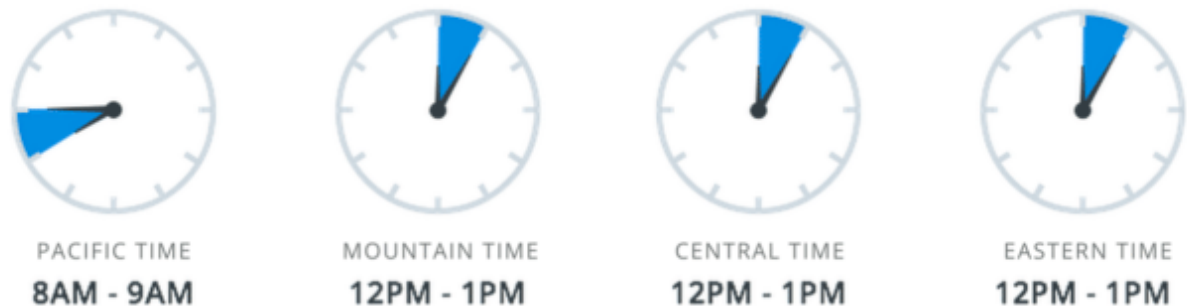 PACIFIC TIME
8AM - 9AM
MOUNTAIN TIME
12PM - 1PM
CENTRAL TIME
12PM - 1PM
EASTERN TIME
12PM - 1PM